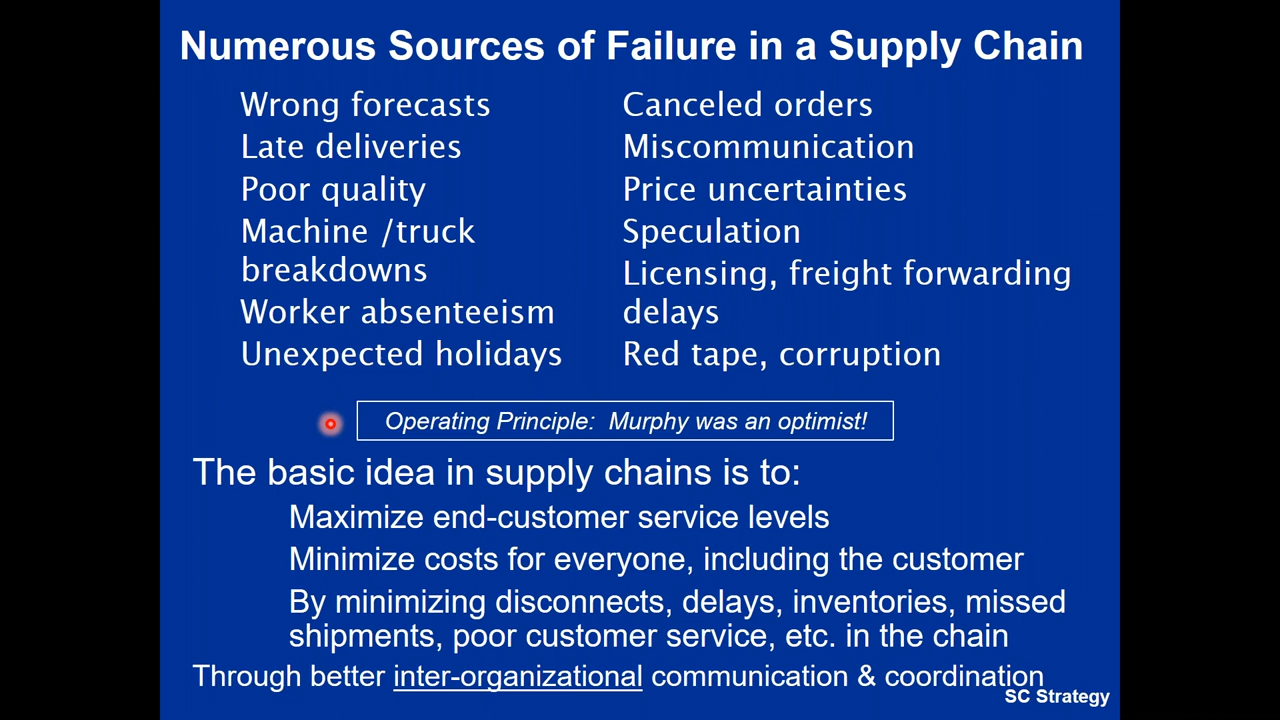 Numerous Sources of Failure in a Supply Chain
Wrong forecasts
Late deliveries
Poor quality
Machine /truck
breakdowns
Worker absenteeism
Unexpected holidays
Canceled orders
Miscommunication
Price uncertainties
Speculation
Licensing, freight forwarding
delays
Red tape, corruption
Operating Principle:  Murphy was an optimist!
The basic idea in supply chains is to:
Maximize end-customer service levels
Minimize costs for everyone, including the customer
By minimizing disconnects, delays, inventories, missed
shipments, poor customer service, etc. in the chain
Through better inter-organizational communication & coordination
SC Strategy